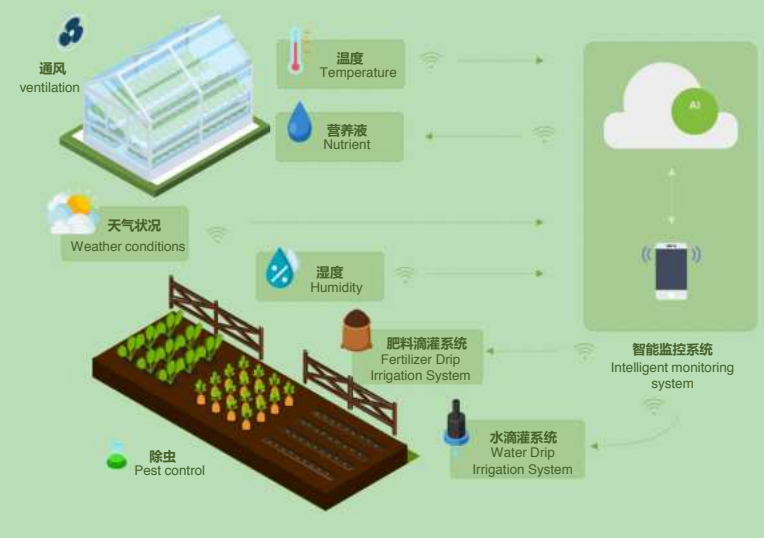 通风
ventilation
温度
Temperature
营养液
Nutrient
AI
天气状况
Weather conditions
湿度
Humidity
肥料滴灌系统
Fertilizer Drip
Irrigation System
智能监控系统
Intelligent monitoring
system
水滴灌系统
Water Drip
Irrigation System
除虫
Pest control